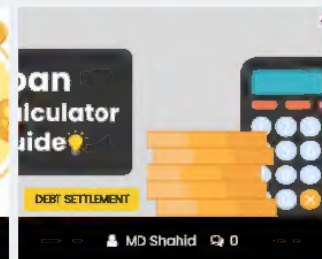 oan
alculator
uide
DEBT SETTLEMENT
MD Shahid 0